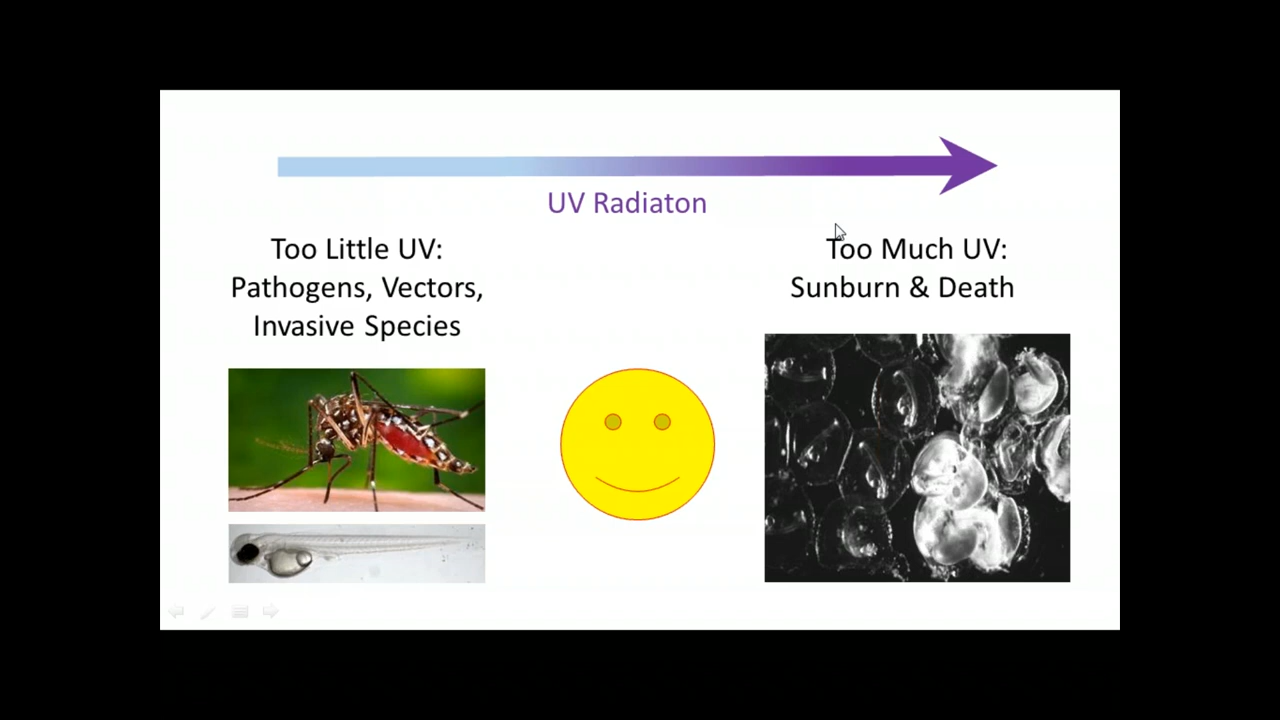 UV Radiaton
Too Little UV:
Pathogens, Vectors,
Invasive Species
Too Much UV:
Sunburn & Death